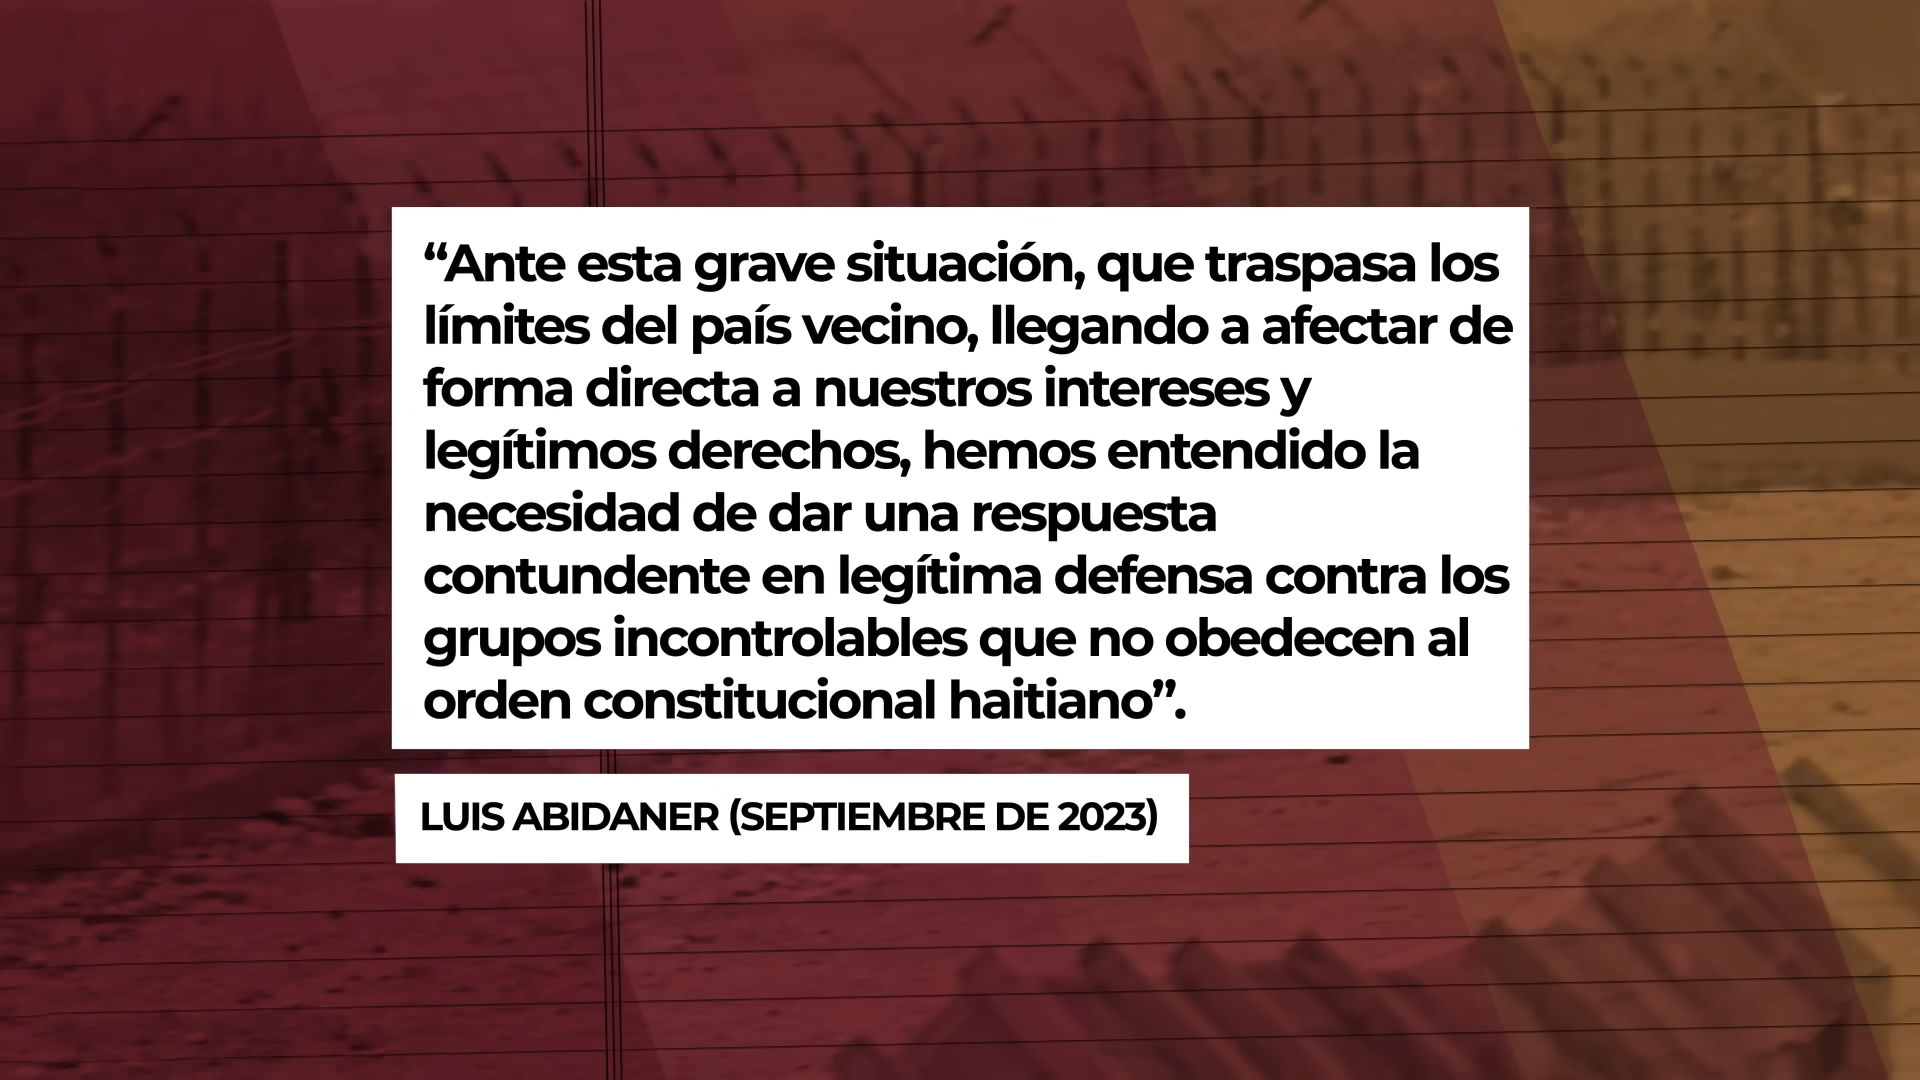 “Ante esta grave situación, que traspasa los
límites del país vecino, llegando a afectar de
forma directa a nuestros intereses y
legítimos derechos, hemos entendido la
necesidad de dar una respuesta
contundente en legítima defensa contra los
grupos incontrolables que no obedecen al
orden constitucional haitiano”.
LUIS ABIDANER (SEPTIEMBRE DE 2023)